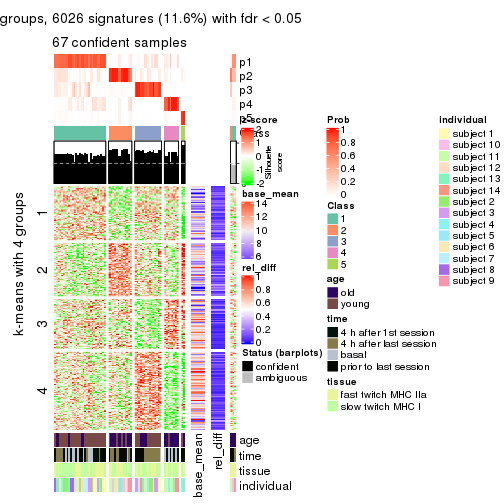 groups, 6026 signatures (11.6%) with fdr < 0.05
67 confident samples
p1
p2
p3
p4
p5
Class
Silhouette
score
1
2
3
4
k-means with 4 groups
age
time
tissue
individual
base_mean
rel_diff
z-score
2
1
0
-1
-2
base_mean
14
12
10
8
6
rel_diff
1
0.8
0.6
0.4
0.2
0
Status (barplots)
confident
ambiguous
Prob
1
0.8
0.6
0.4
0.2
0
Class
1
2
3
4
5
age
old
young
time
4 h after 1st session
4 h after last session
basal
prior to last session
tissue
fast twitch MHC IIa
slow twitch MHC I
individual
subject 1
subject 10
subject 11
subject 12
subject 13
subject 14
subject 2
subject 3
subject 4
subject 5
subject 6
subject 7
subject 8
subject 9